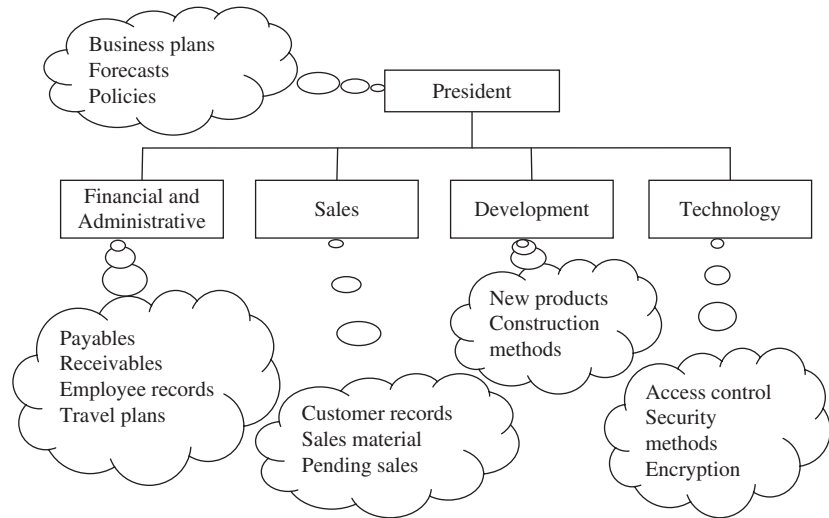 Business plans
Forecasts
Policies
President
Financial and
Administrative
Sales
Development
Technology
Payables
Receivables
Employee records
Travel plans
Customer records
Sales material
Pending sales
New products
Construction
methods
Access control
Security
methods
Encryption